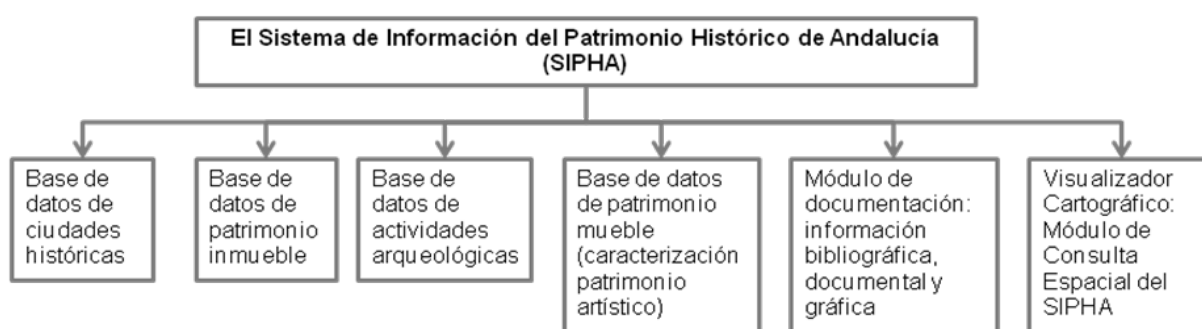 El Sistema de Información del Patrimonio Histórico de Andalucía
(SIPHA)
Base de
datos de
ciudades
históricas
Base de
datos de
patrimonio
inmueble
Base de
datos de
actividades
arqueológicas
Base de datos
de patrimonio
mueble
(caracterización
patrimonio
artístico)
Módulo de
documentación:
información
bibliográfica,
documental y
gráfica
Visualizador
Cartográfico:
Módulo de
Consulta
Espacial del
SIPHA